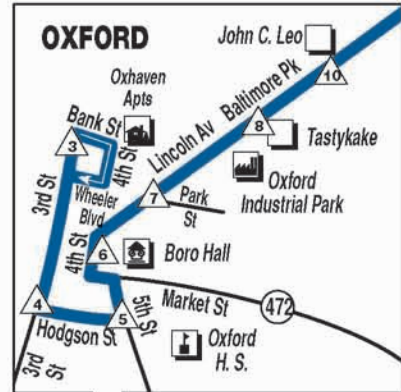 OXFORD
John C. Leo
10
Oxhaven
Apts
Baltimore Pk
8
Tastykake
Bank St
3
4th St
Lincoln Av
Oxford
Industrial Park
3rd St
Wheeler
Blvd
7
Park
St
4th St
6
Boro Hall
Market St
472
4
Hodgson St
5
5th St
Oxford
H. S.
3rd St